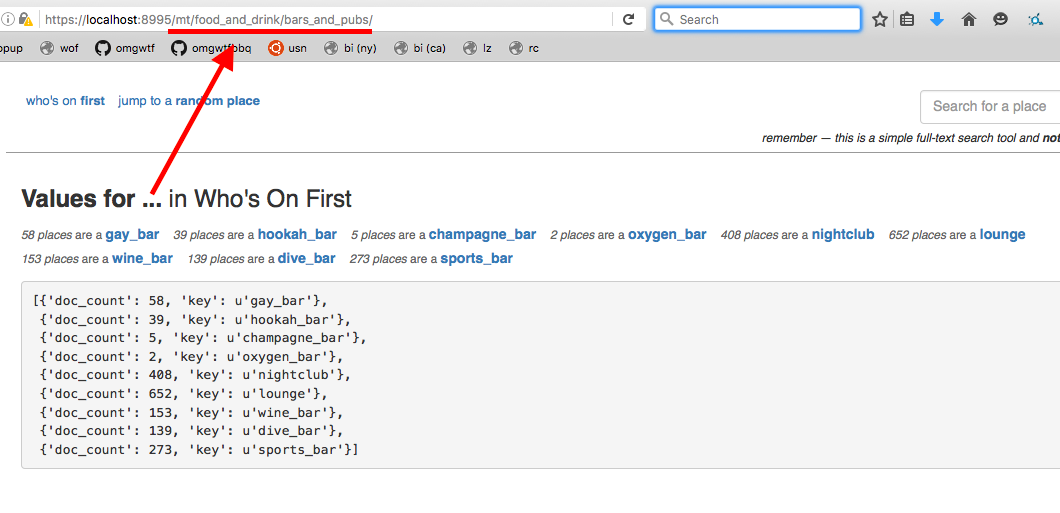 https://localhost:8995/mt/food_and_drink/bars_and_pubs/
Search
opup wof omgwtf omgwtfbbq usn bi (ny) bi (ca) lz rc
who's on first jump to a random place
Search for a place
remember — this is a simple full-text search tool and not
Values for ... in Who's On First
58 places are a gay_bar 39 places are a hookah_bar 5 places are a champagne_bar 2 places are a oxygen_bar 408 places are a nightclub 652 places are a lounge
153 places are a wine_bar 139 places are a dive_bar 273 places are a sports_bar
[{'doc_count': 58, 'key': u'gay_bar'},
{'doc_count': 39, 'key': u'hookah_bar'},
{'doc_count': 5, 'key': u'champagne_bar'},
{'doc_count': 2, 'key': u'oxygen_bar'},
{'doc_count': 408, 'key': u'nightclub'},
{'doc_count': 652, 'key': u'lounge'},
{'doc_count': 153, 'key': u'wine_bar'},
{'doc_count': 139, 'key': u'dive_bar'},
{'doc_count': 273, 'key': u'sports_bar'}]